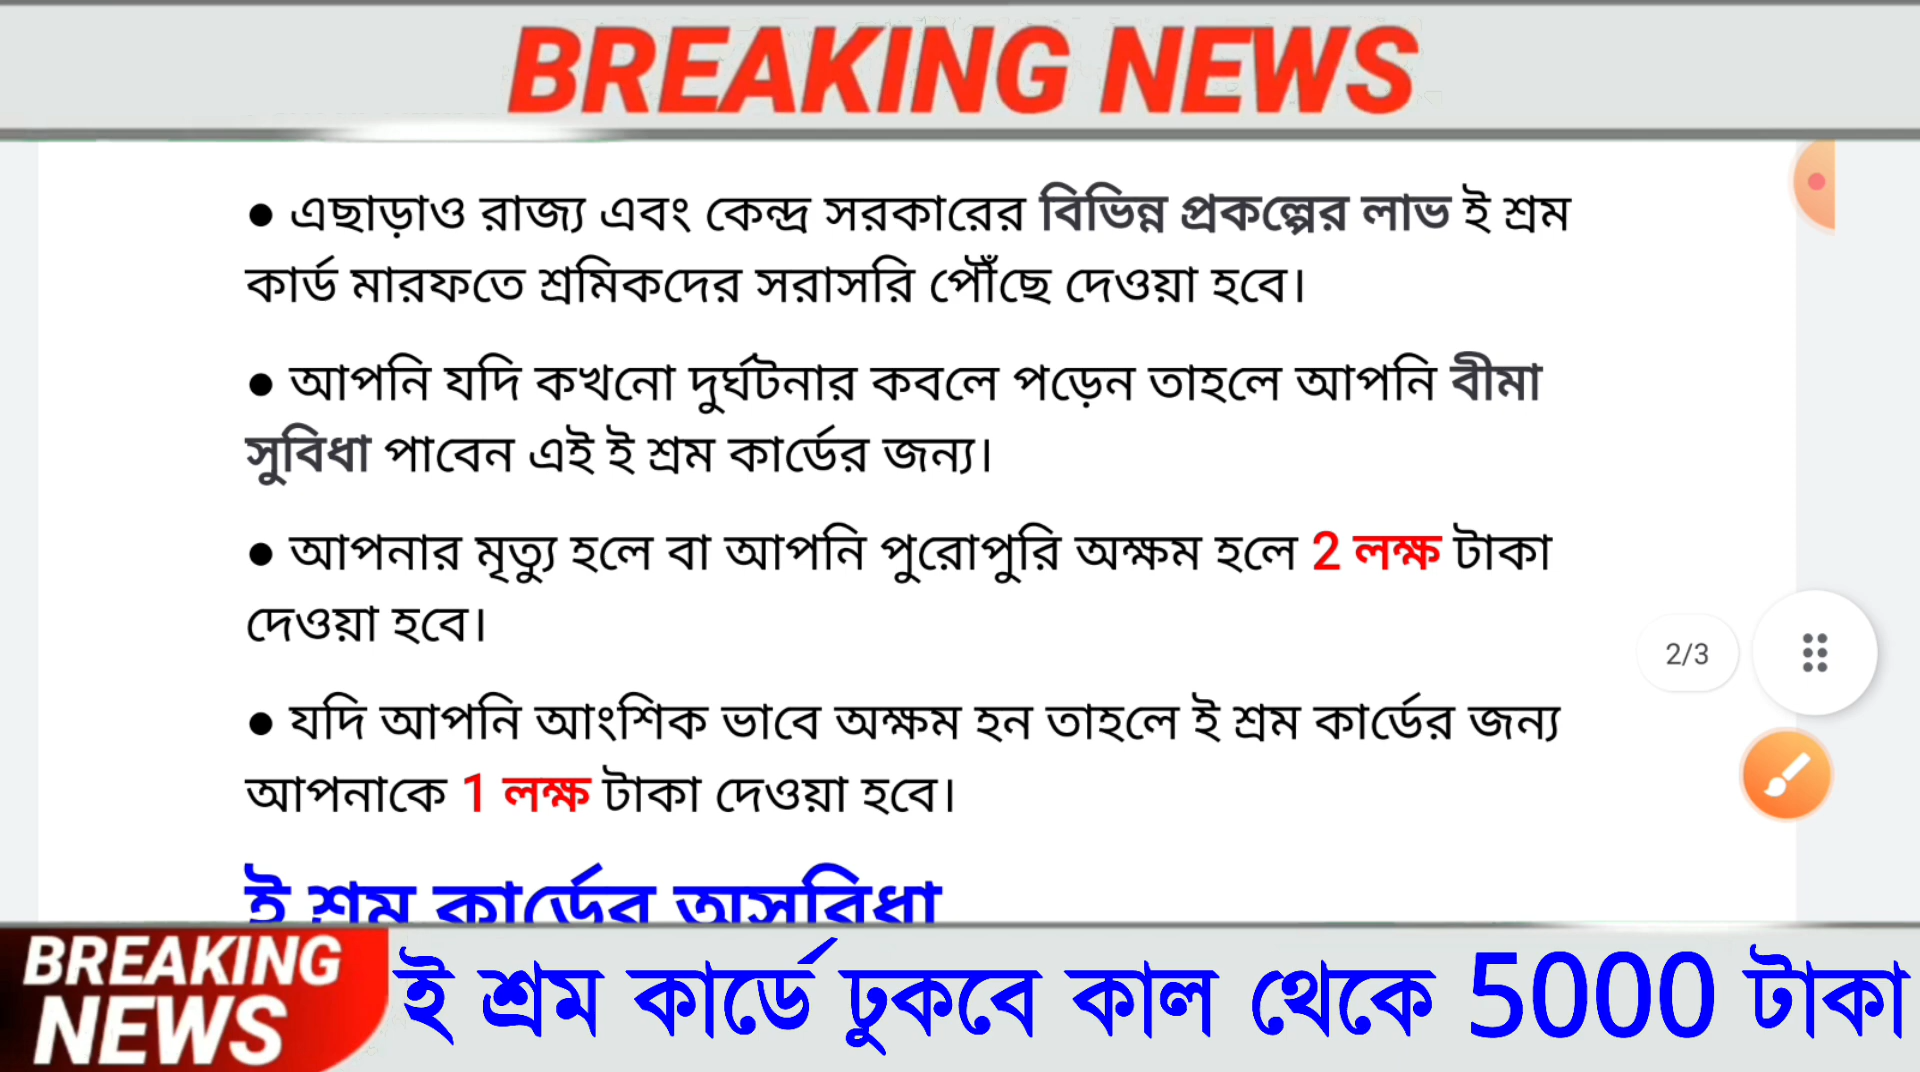 BREAKING NEWS
● এছাড়াও রাজ্য এবং কেন্দ্র সরকারের বিভিন্ন প্রকল্পের লাভ ই শ্রম
কার্ড মারফতে শ্রমিকদের সরাসরি পৌঁছে দেওয়া হবে।
● আপনি যদি কখনো দুর্ঘটনার কবলে পড়েন তাহলে আপনি বীমা
সুবিধা পাবেন এই ই শ্রম কার্ডের জন্য।
● আপনার মৃত্যু হলে বা আপনি পুরোপুরি অক্ষম হলে 2 লক্ষ টাকা
দেওয়া হবে।
2/3
● যদি আপনি আংশিক ভাবে অক্ষম হন তাহলে ই শ্রম কার্ডের জন্য
আপনাকে 1 লক্ষ টাকা দেওয়া হবে।
ই শ্রম কার্ডের অসুবিধা
BREAKING
NEWS
ই শ্রম কার্ডে ঢুকবে কাল থেকে 5000 টাকা